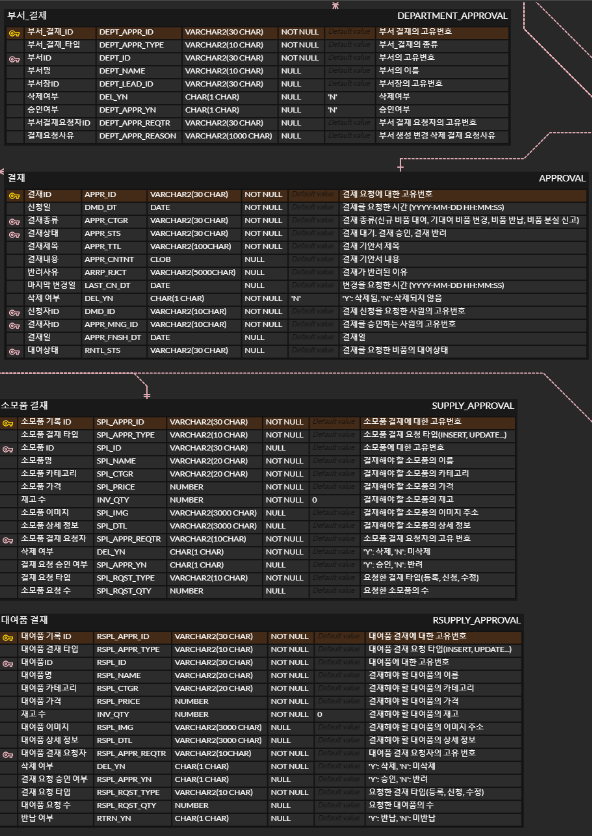 부서_결재 DEPARTMENT_APPROVAL
부서_결재_ID DEPT_APPR_ID VARCHAR2(30 CHAR) NOT NULL Default value 부서 결재의 고유번호
부서_결재_타입 DEPT_APPR_TYPE VARCHAR2(10 CHAR) NOT NULL Default value 부서_결재의 종류
부서ID DEPT_ID VARCHAR2(30 CHAR) NOT NULL Default value 부서의 고유번호
부서명 DEPT_NAME VARCHAR2(10 CHAR) NULL Default value 부서의 이름
부서장ID DEPT_LEAD_ID VARCHAR2(30 CHAR) NULL Default value 부서장의 고유번호
삭제여부 DEL_YN CHAR(1 CHAR) NULL 'N' 삭제여부
승인여부 DEPT_APPR_YN CHAR(1 CHAR) NULL 'N' 승인여부
부서결재요청자ID DEPT_APPR_REQTR VARCHAR2(30 CHAR) NULL Default value 부서 결재 요청자의 고유번호
결재요청사유 DEPT_APPR_REASON VARCHAR2(1000 CHAR) NULL Default value 부서 생성 변경 삭제 결재 요청사유
결재 APPROVAL
결재ID APPR_ID VARCHAR2(30 CHAR) NOT NULL Default value 결재 요청에 대한 고유번호
신청일 DMD_DT DATE NOT NULL Default value 결재를 요청한 시간 (YYYY-MM-DD HH:MM:SS)
결재종류 APPR_CTGR VARCHAR2(30 CHAR) NOT NULL Default value 결재 종류(신규 비품 대여, 기대여 비품 변경, 비품 반납, 비품 분실 신고)
결재상태 APPR_STS VARCHAR2(30 CHAR) NOT NULL Default value 결재 대기, 결재 승인, 결재 반려
결재제목 APPR_TTL VARCHAR2(100CHAR) NOT NULL Default value 결재 기안서 제목
결재내용 APPR_CNTNT CLOB NULL Default value 결재 기안서 내용
반려사유 ARRP_RJCT VARCHAR2(5000CHAR) NULL Default value 결재가 반려된 이유
마지막 변경일 LAST_CN_DT DATE NULL Default value 변경을 요청한 시간 (YYYY-MM-DD HH:MM:SS)
삭제 여부 DEL_YN CHAR(1 CHAR) NOT NULL 'N' 'Y': 삭제됨, 'N': 삭제되지 않음
신청자ID DMD_ID VARCHAR2(10CHAR) NOT NULL Default value 결재 신청을 요청한 사원의 고유번호
결재자ID APPR_MNG_ID VARCHAR2(10CHAR) NOT NULL Default value 결재를 승인하는 사원의 고유번호
결재일 APPR_FNSH_DT DATE NULL Default value 결재일
대여상태 RNTL_STS VARCHAR2(30 CHAR) NULL Default value 결재를 요청한 비품의 대여상태
소모품 결재 SUPPLY_APPROVAL
소모품 기록 ID SPL_APPR_ID VARCHAR2(30 CHAR) NOT NULL Default value 소모품 결재에 대한 고유번호
소모품 결재 타입 SPL_APPR_TYPE VARCHAR2(10 CHAR) NOT NULL Default value 소모품 결재 요청 타입(INSERT, UPDATE...)
소모품 ID SPL_ID VARCHAR2(30 CHAR) NULL Default value 소모품에 대한 고유번호
소모품명 SPL_NAME VARCHAR2(20 CHAR) NOT NULL Default value 결재해야 할 소모품의 이름
소모품 카테고리 SPL_CTGR VARCHAR2(20 CHAR) NOT NULL Default value 결재해야 할 소모품의 카테고리
소모품 가격 SPL_PRICE NUMBER NOT NULL Default value 결재해야 할 소모품의 가격
재고 수 INV_QTY NUMBER NOT NULL 0 결재해야 할 소모품의 재고
소모품 이미지 SPL_IMG VARCHAR2(3000 CHAR) NULL Default value 결재해야 할 소모품의 이미지 주소
소모품 상세 정보 SPL_DTL VARCHAR2(3000 CHAR) NULL Default value 결재해야 할 소모품의 상세 정보
소모품 결재 요청자 SPL_APPR_REQTR VARCHAR2(10CHAR) NOT NULL Default value 소모품 결재 요청자의 고유 번호
삭제 여부 DEL_YN CHAR(1 CHAR) NOT NULL Default value 'Y': 삭제, 'N': 미삭제
결재 요청 승인 여부 SPL_APPR_YN CHAR(1 CHAR) NULL Default value 'Y': 승인, 'N': 반려
결재 요청 타입 SPL_RQST_TYPE VARCHAR2(10 CHAR) NOT NULL Default value 요청한 결재 타입(등록, 신청, 수정)
소모품 요청 수 SPL_RQST_QTY NUMBER NULL Default value 요청한 소모품의 수
대여품 결재 RSUPPLY_APPROVAL
대여품 기록 ID RSPL_APPR_ID VARCHAR2(30 CHAR) NOT NULL Default value 대여품 결재에 대한 고유번호
대여품 결재 타입 RSPL_APPR_TYPE VARCHAR2(10 CHAR) NOT NULL Default value 대여품 결재 요청 타입(INSERT, UPDATE...)
대여품ID RSPL_ID VARCHAR2(30 CHAR) NULL Default value 대여품에 대한 고유번호
대여품명 RSPL_NAME VARCHAR2(20 CHAR) NOT NULL Default value 결재해야 할 대여품의 이름
대여품 카테고리 RSPL_CTGR VARCHAR2(20 CHAR) NOT NULL Default value 결재해야 할 대여품의 카테고리
대여품 가격 RSPL_PRICE NUMBER NOT NULL Default value 결재해야 할 대여품의 가격
재고 수 INV_QTY NUMBER NOT NULL 0 결재해야 할 대여품의 재고
대여품 이미지 RSPL_IMG VARCHAR2(3000 CHAR) NULL Default value 결재해야 할 대여품의 이미지 주소
대여품 상세 정보 RSPL_DTL VARCHAR2(3000 CHAR) NULL Default value 결재해야 할 대여품의 상세 정보
대여품 결재 요청자 RSPL_APPR_REQTR VARCHAR2(10CHAR) NOT NULL Default value 대여품 결재 요청자의 고유 번호
삭제 여부 DEL_YN CHAR(1 CHAR) NOT NULL Default value 'Y': 삭제, 'N': 미삭제
결재 요청 승인 여부 RSPL_APPR_YN CHAR(1 CHAR) NULL Default value 'Y': 승인, 'N': 반려
결재 요청 타입 RSPL_RQST_TYPE VARCHAR2(10 CHAR) NOT NULL Default value 요청한 결재 타입(등록, 신청, 수정)
대여품 요청 수 RSPL_RQST_QTY NUMBER NULL Default value 요청한 대여품의 수
반납 여부 RTRN_YN CHAR(1 CHAR) NULL Default value 'Y': 반납, 'N': 미반납